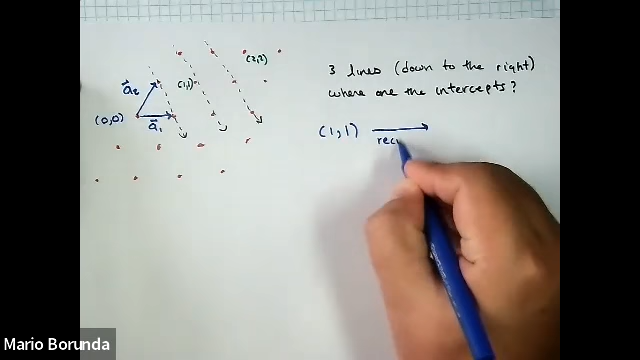 (2,2)
(1,1)
a₂
(0,0)
a₁
3 lines (down to the right)
where are the intercepts?
(1,1)
rec
Mario Borunda